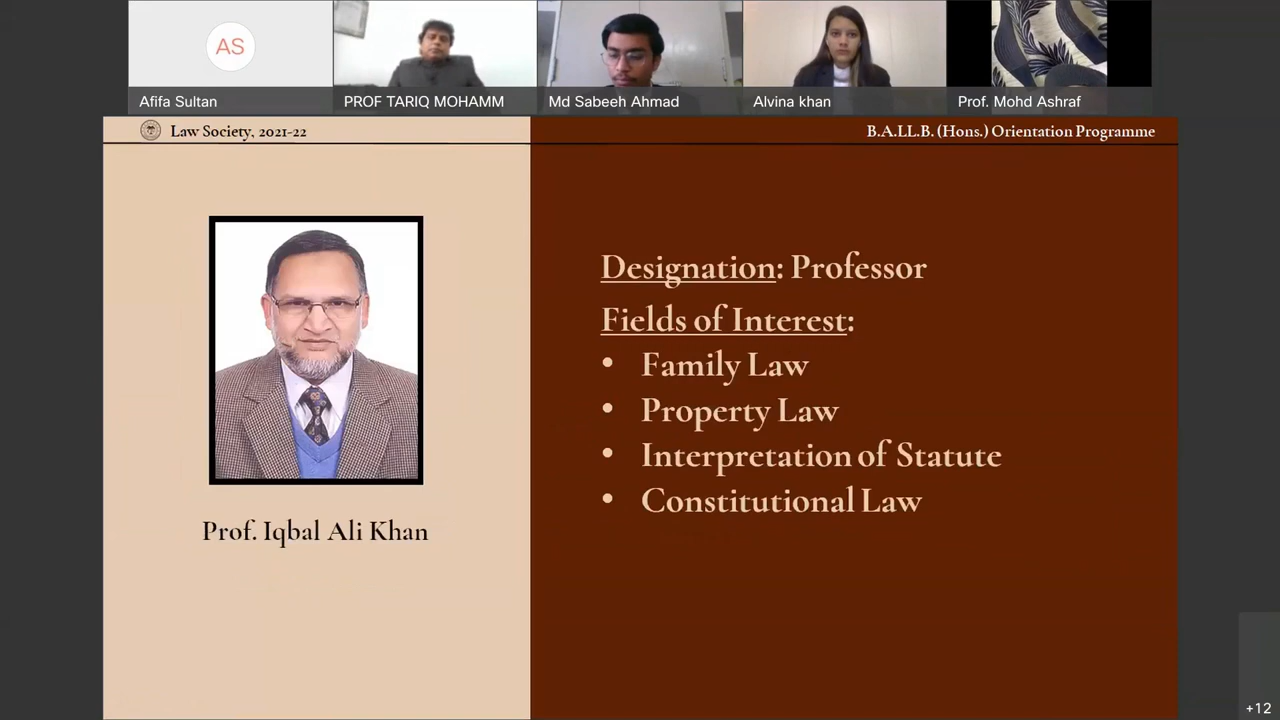 AS
Afifa Sultan
PROF TARIQ MOHAMM
Md Sabeeh Ahmad
Alvina khan
Prof. Mohd Ashraf
Law Society, 2021-22
B.A.LL.B. (Hons.) Orientation Programme
Prof. Iqbal Ali Khan
Designation: Professor
Fields of Interest:
• Family Law
• Property Law
• Interpretation of Statute
• Constitutional Law
+12